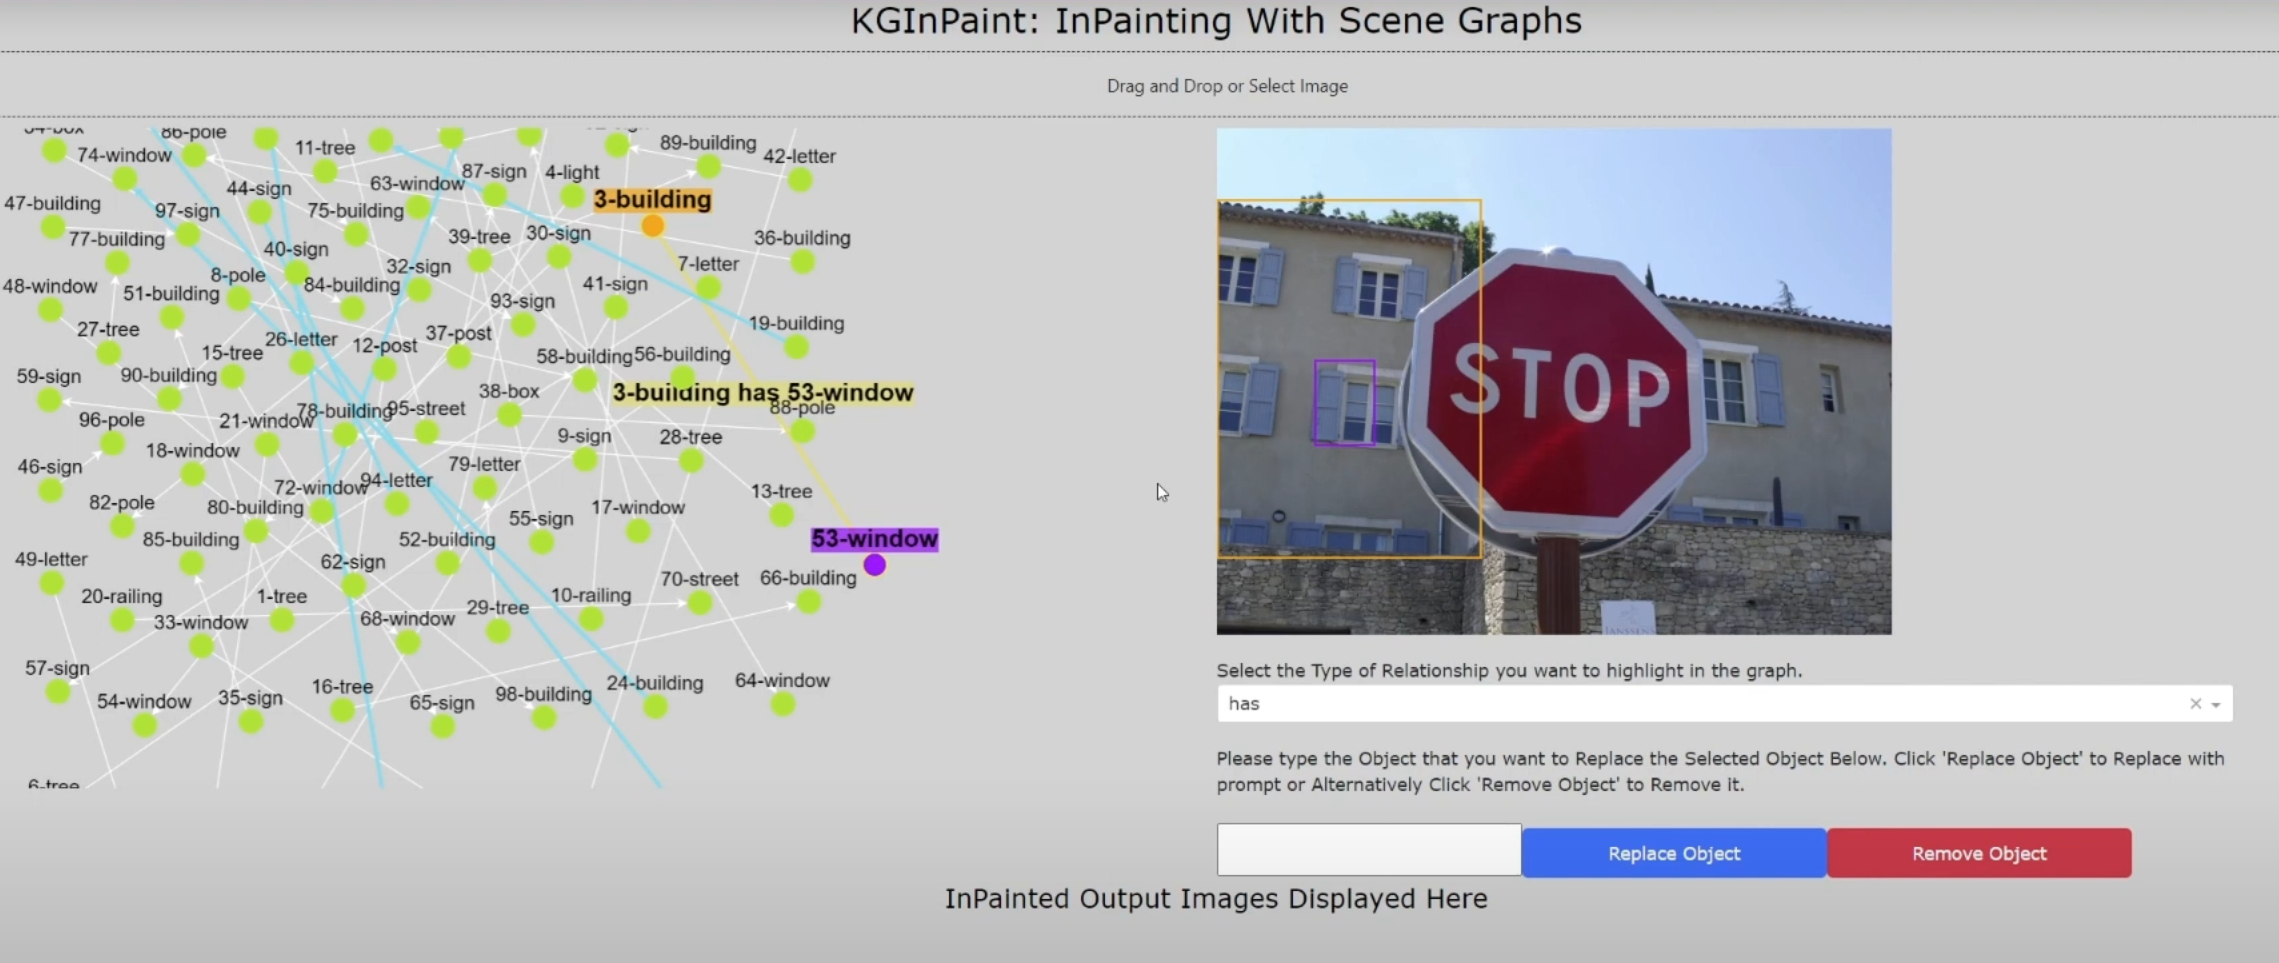 KGInPaint: InPainting With Scene Graphs
Drag and Drop or Select Image
86-pole
11-tree
89-building
74-window
42-letter
87-sign
4-light
63-window
44-sign
3-building
47-building
97-sign
75-building
77-building
39-tree
30-sign
36-building
40-sign
7-letter
8-pole
32-sign
48-window
51-building
84-building
41-sign
93-sign
19-building
27-tree
37-post
26-letter
12-post
15-tree
58-building
56-building
59-sign
90-building
3-building has 53-window
38-box
88-pole
78-building
95-street
96-pole
21-window
9-sign
28-tree
18-window
46-sign
79-letter
94-letter
72-window
13-tree
82-pole
80-building
17-window
55-sign
85-building
52-building
53-window
49-letter
62-sign
70-street
66-building
20-railing
1-tree
10-railing
29-tree
33-window
68-window
57-sign
16-tree
24-building
64-window
54-window
35-sign
65-sign
98-building
6-tree
STOP
Select the Type of Relationship you want to highlight in the graph.
has
Please type the Object that you want to Replace the Selected Object Below. Click 'Replace Object' to Replace with
prompt or Alternatively Click 'Remove Object' to Remove it.
Replace Object
Remove Object
InPainted Output Images Displayed Here